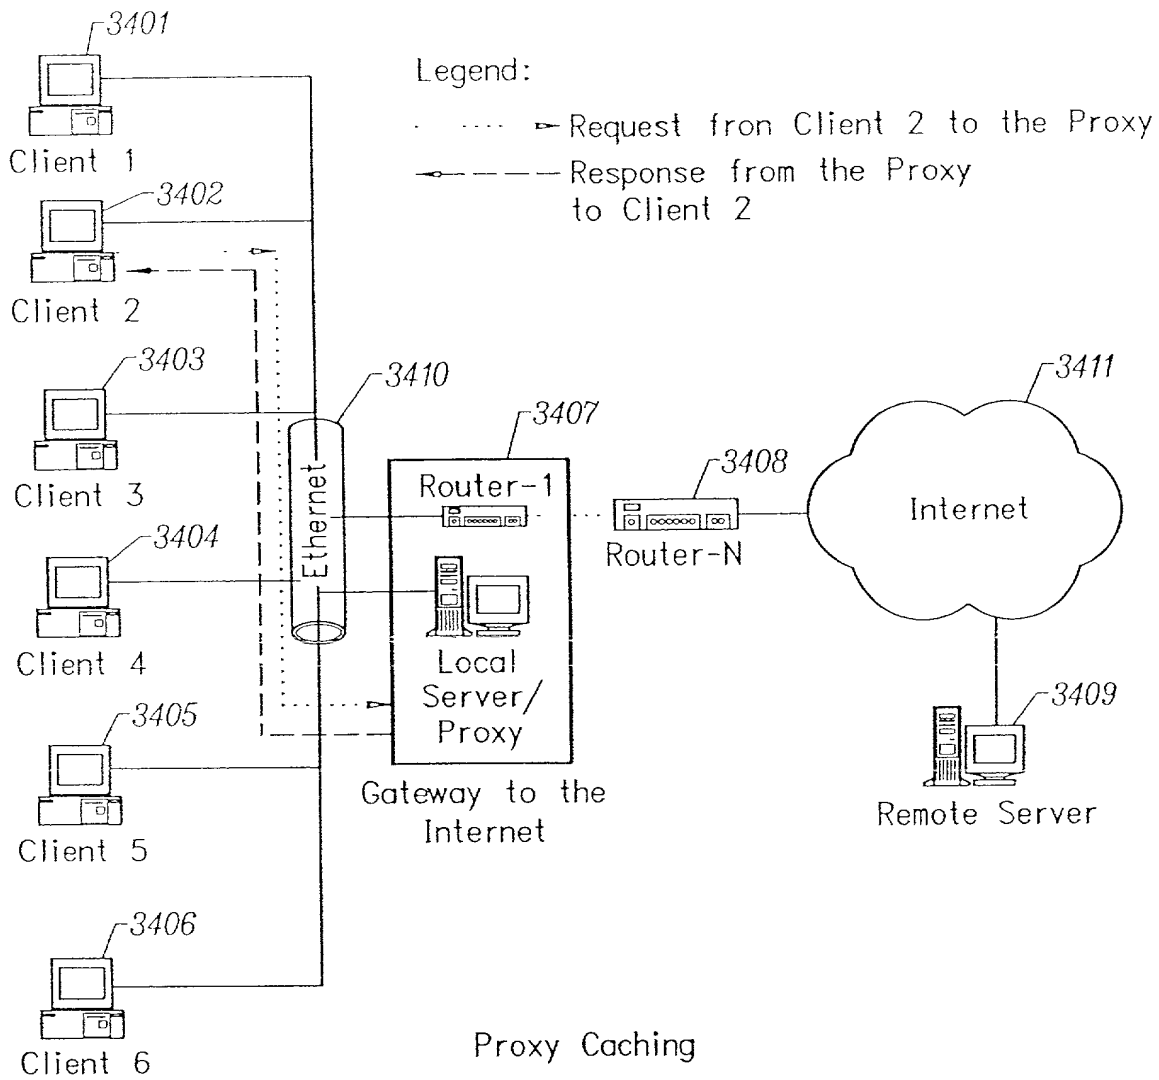 3401
Client 1
Legend:
Request fron Client 2 to the Proxy
Response from the Proxy
to Client 2
3402
Client 2
3403
Client 3
3410
Ethernet
3407
Router-1
3408
Router-N
3411
Internet
3404
Client 4
Local
Server/
Proxy
Gateway to the
Internet
3409
Remote Server
3405
Client 5
3406
Client 6
Proxy Caching